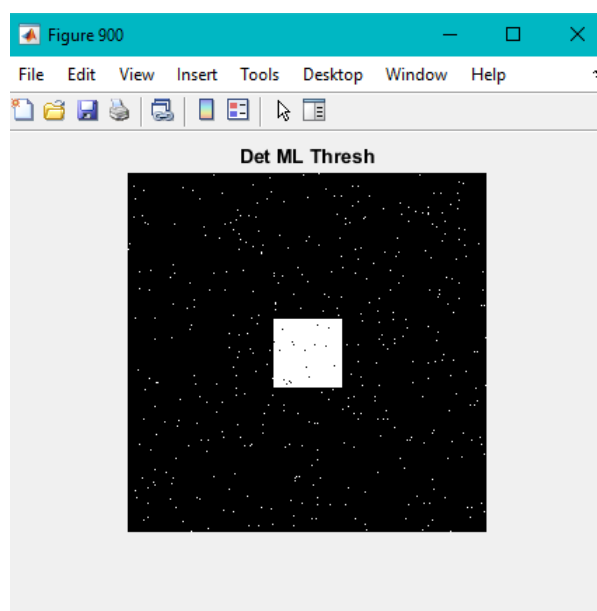 Figure 900
File Edit View Insert Tools Desktop Window Help
Det ML Thresh